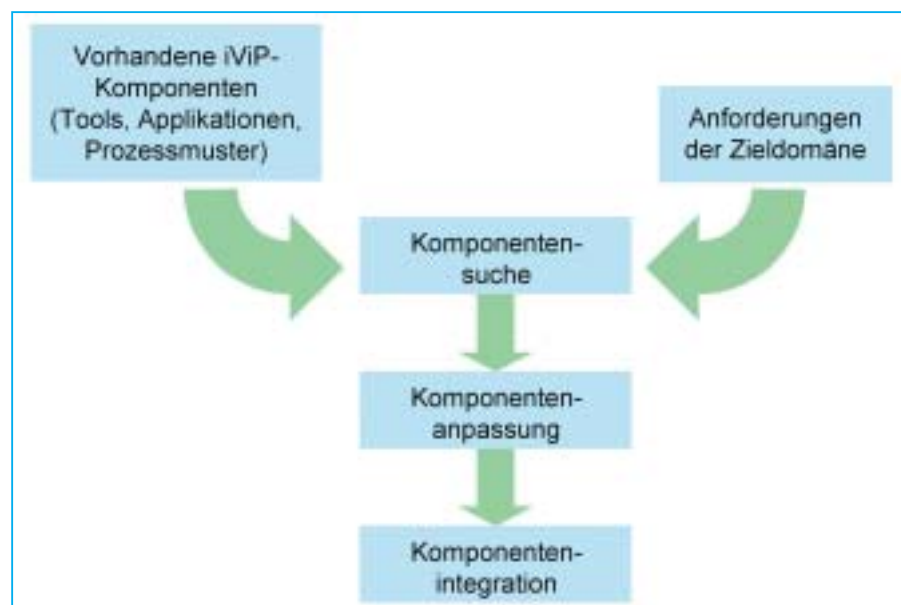 Vorhandene iViP-
Komponenten
(Tools, Applikationen,
Prozessmuster)
Anforderungen
der Zieldomäne
Komponenten-
suche
Komponenten-
anpassung
Komponenten-
integration